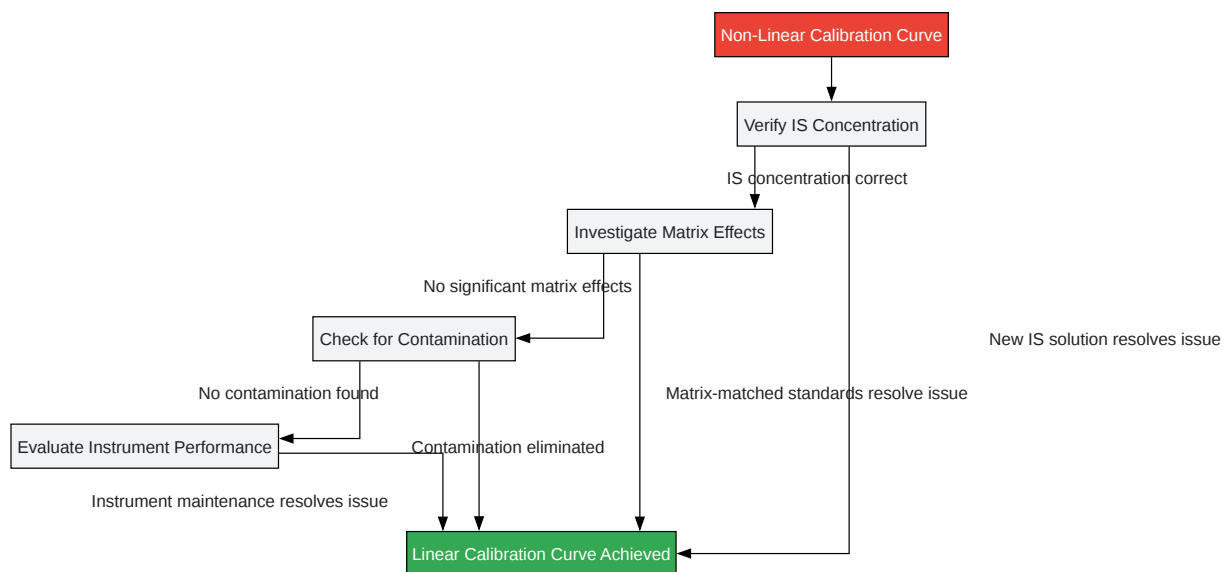 Non-Linear Calibration Curve
Verify IS Concentration
IS concentration correct
Investigate Matrix Effects
No significant matrix effects
Check for Contamination
New IS solution resolves issue
No contamination found
Matrix-matched standards resolve issue
Evaluate Instrument Performance
Contamination eliminated
Instrument maintenance resolves issue
Linear Calibration Curve Achieved